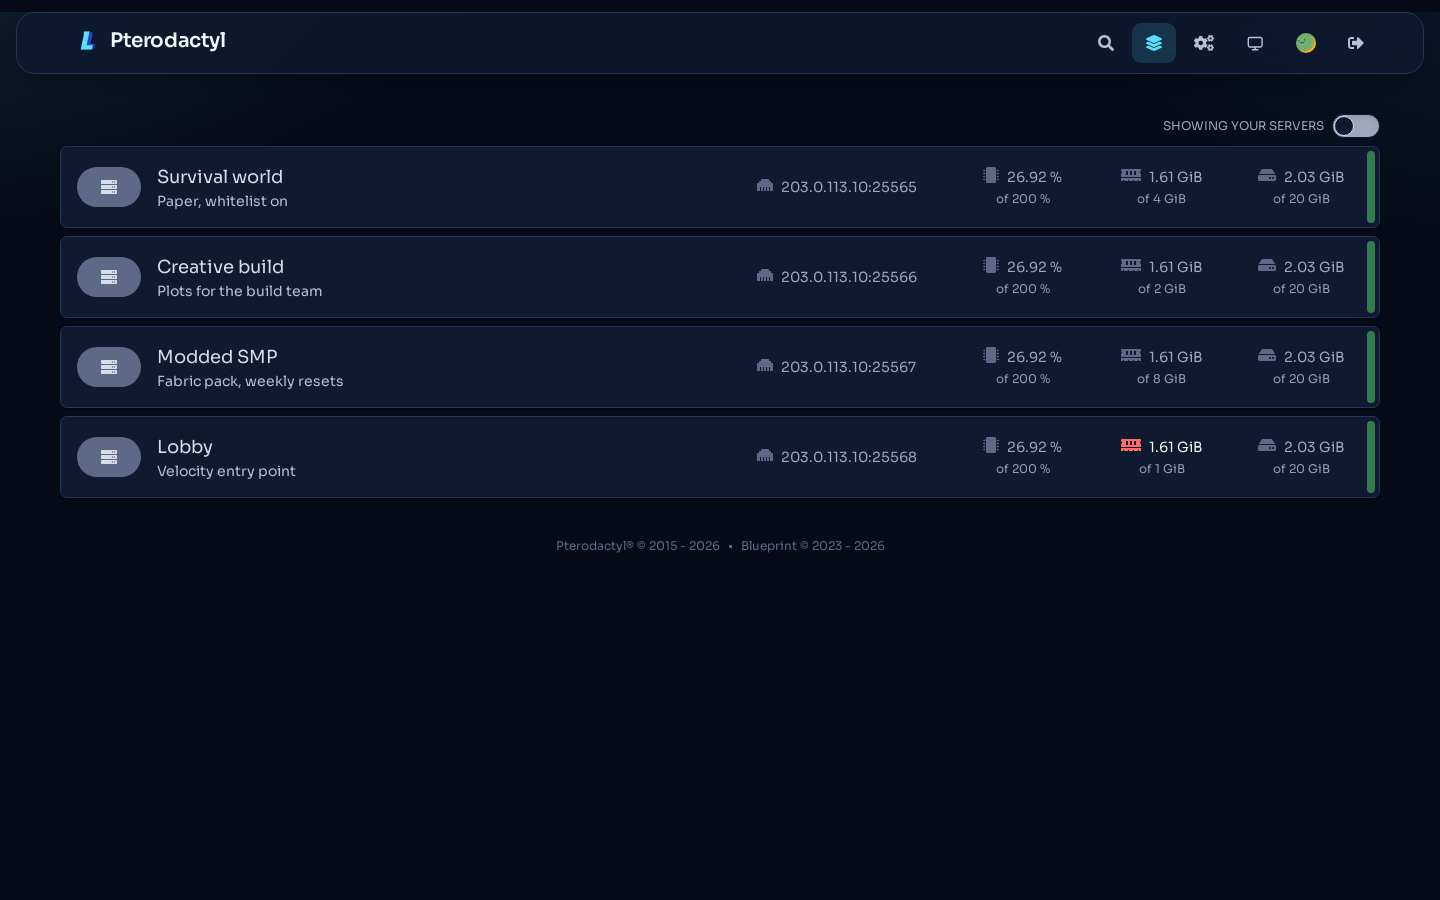 Pterodactyl
SHOWING YOUR SERVERS
Survival world
Paper, whitelist on
203.0.113.10:25565
26.92 %
of 200 %
1.61 GiB
of 4 GiB
2.03 GiB
of 20 GiB
Creative build
Plots for the build team
203.0.113.10:25566
26.92 %
of 200 %
1.61 GiB
of 2 GiB
2.03 GiB
of 20 GiB
Modded SMP
Fabric pack, weekly resets
203.0.113.10:25567
26.92 %
of 200 %
1.61 GiB
of 8 GiB
2.03 GiB
of 20 GiB
Lobby
Velocity entry point
203.0.113.10:25568
26.92 %
of 200 %
1.61 GiB
of 1 GiB
2.03 GiB
of 20 GiB
Pterodactyl® © 2015 - 2026 • Blueprint © 2023 - 2026